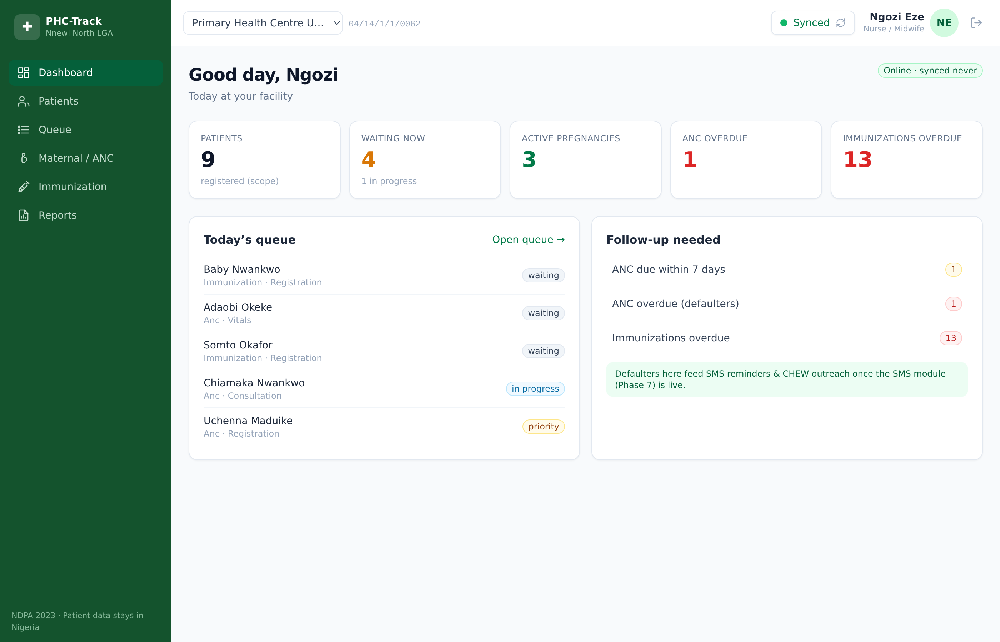 PHC-Track
Nnewi North LGA
Dashboard
Patients
Queue
Maternal / ANC
Immunization
Reports
NDPA 2023 · Patient data stays in
Nigeria
Primary Health Centre U... 04/14/1/1/0062
Synced
Ngozi Eze
Nurse / Midwife
NE
Good day, Ngozi
Today at your facility
Online · synced never
PATIENTS
9
registered (scope)
WAITING NOW
4
1 in progress
ACTIVE PREGNANCIES
3
ANC OVERDUE
1
IMMUNIZATIONS OVERDUE
13
Today’s queue
Open queue →
Baby Nwankwo
Immunization · Registration
waiting
Adaobi Okeke
Anc · Vitals
waiting
Somto Okafor
Immunization · Registration
waiting
Chiamaka Nwankwo
Anc · Consultation
in progress
Uchenna Maduike
Anc · Registration
priority
Follow-up needed
ANC due within 7 days 1
ANC overdue (defaulters) 1
Immunizations overdue 13
Defaulters here feed SMS reminders & CHEW outreach once the SMS module
(Phase 7) is live.